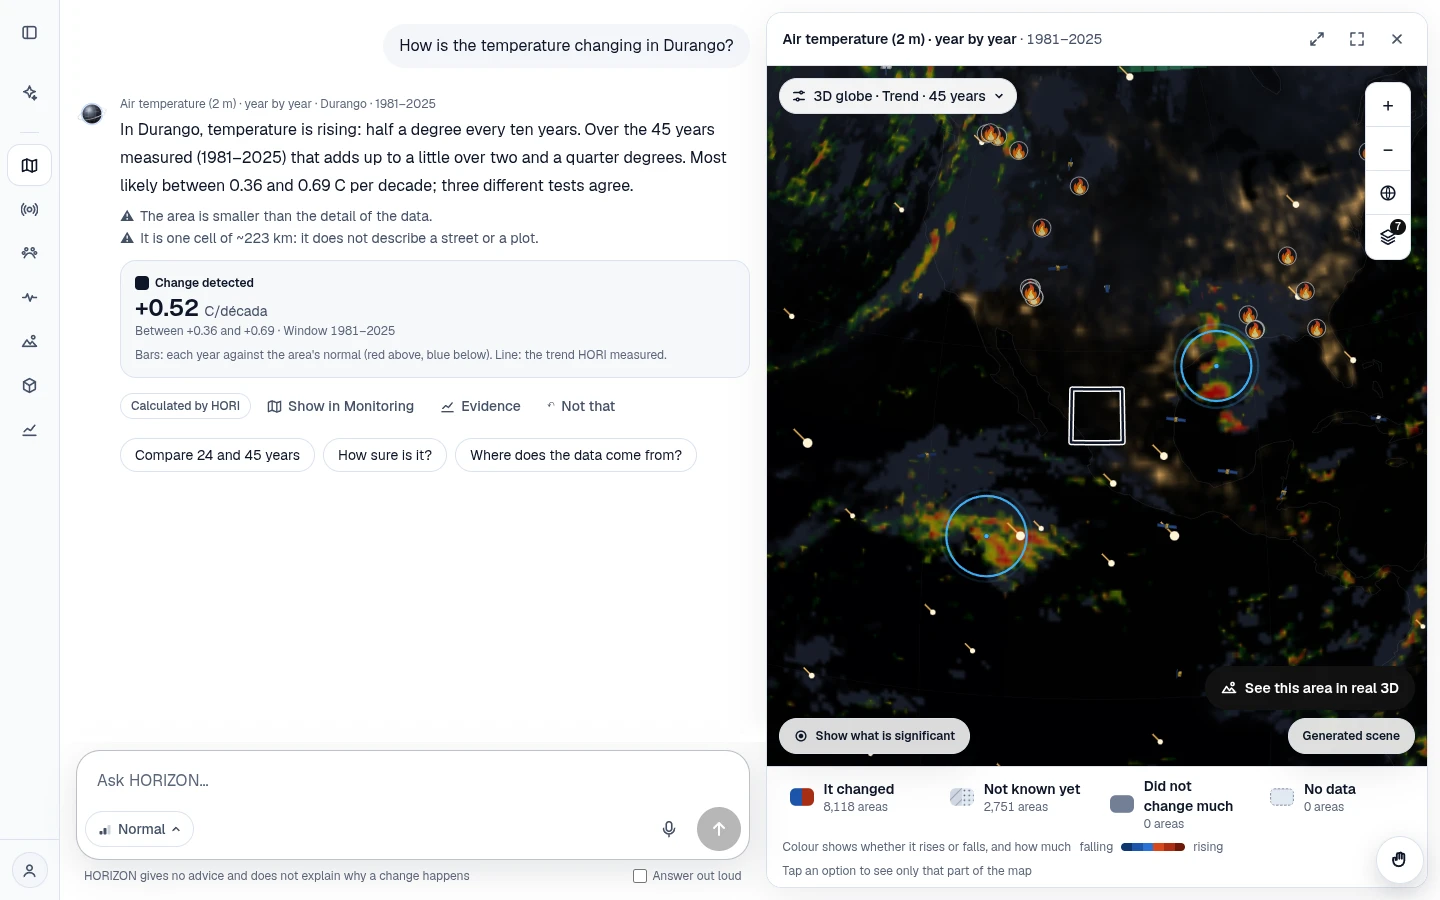 How is the temperature changing in Durango?
Air temperature (2 m) · year by year · Durango · 1981–2025
In Durango, temperature is rising: half a degree every ten years. Over the 45 years
measured (1981–2025) that adds up to a little over two and a quarter degrees. Most
likely between 0.36 and 0.69 C per decade; three different tests agree.
The area is smaller than the detail of the data.
It is one cell of ~223 km: it does not describe a street or a plot.
Change detected
+0.52 C/década
Between +0.36 and +0.69 · Window 1981–2025
Bars: each year against the area's normal (red above, blue below). Line: the trend HORI measured.
Calculated by HORI
Show in Monitoring
Evidence
Not that
Compare 24 and 45 years
How sure is it?
Where does the data come from?
Ask HORIZON...
Normal
HORIZON gives no advice and does not explain why a change happens
Answer out loud
Air temperature (2 m) · year by year · 1981–2025
3D globe · Trend · 45 years
7
See this area in real 3D
Show what is significant
Generated scene
It changed
8,118 areas
Not known yet
2,751 areas
Did not
change much
0 areas
No data
0 areas
Colour shows whether it rises or falls, and how much falling rising
Tap an option to see only that part of the map